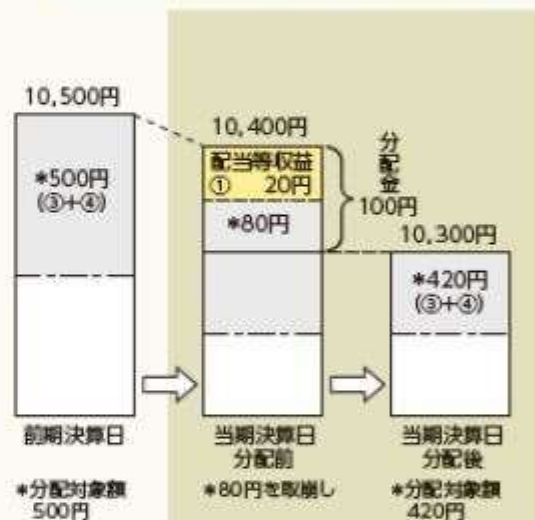 10,500円
*500円
(③+④)
前期決算日
*分配対象額
500円
10,400円
配当等収益
① 20円
*80円
分配金
100円
当期決算日
分配前
*80円を取崩し
10,300円
*420円
(③+④)
当期決算日
分配後
*分配対象額
420円